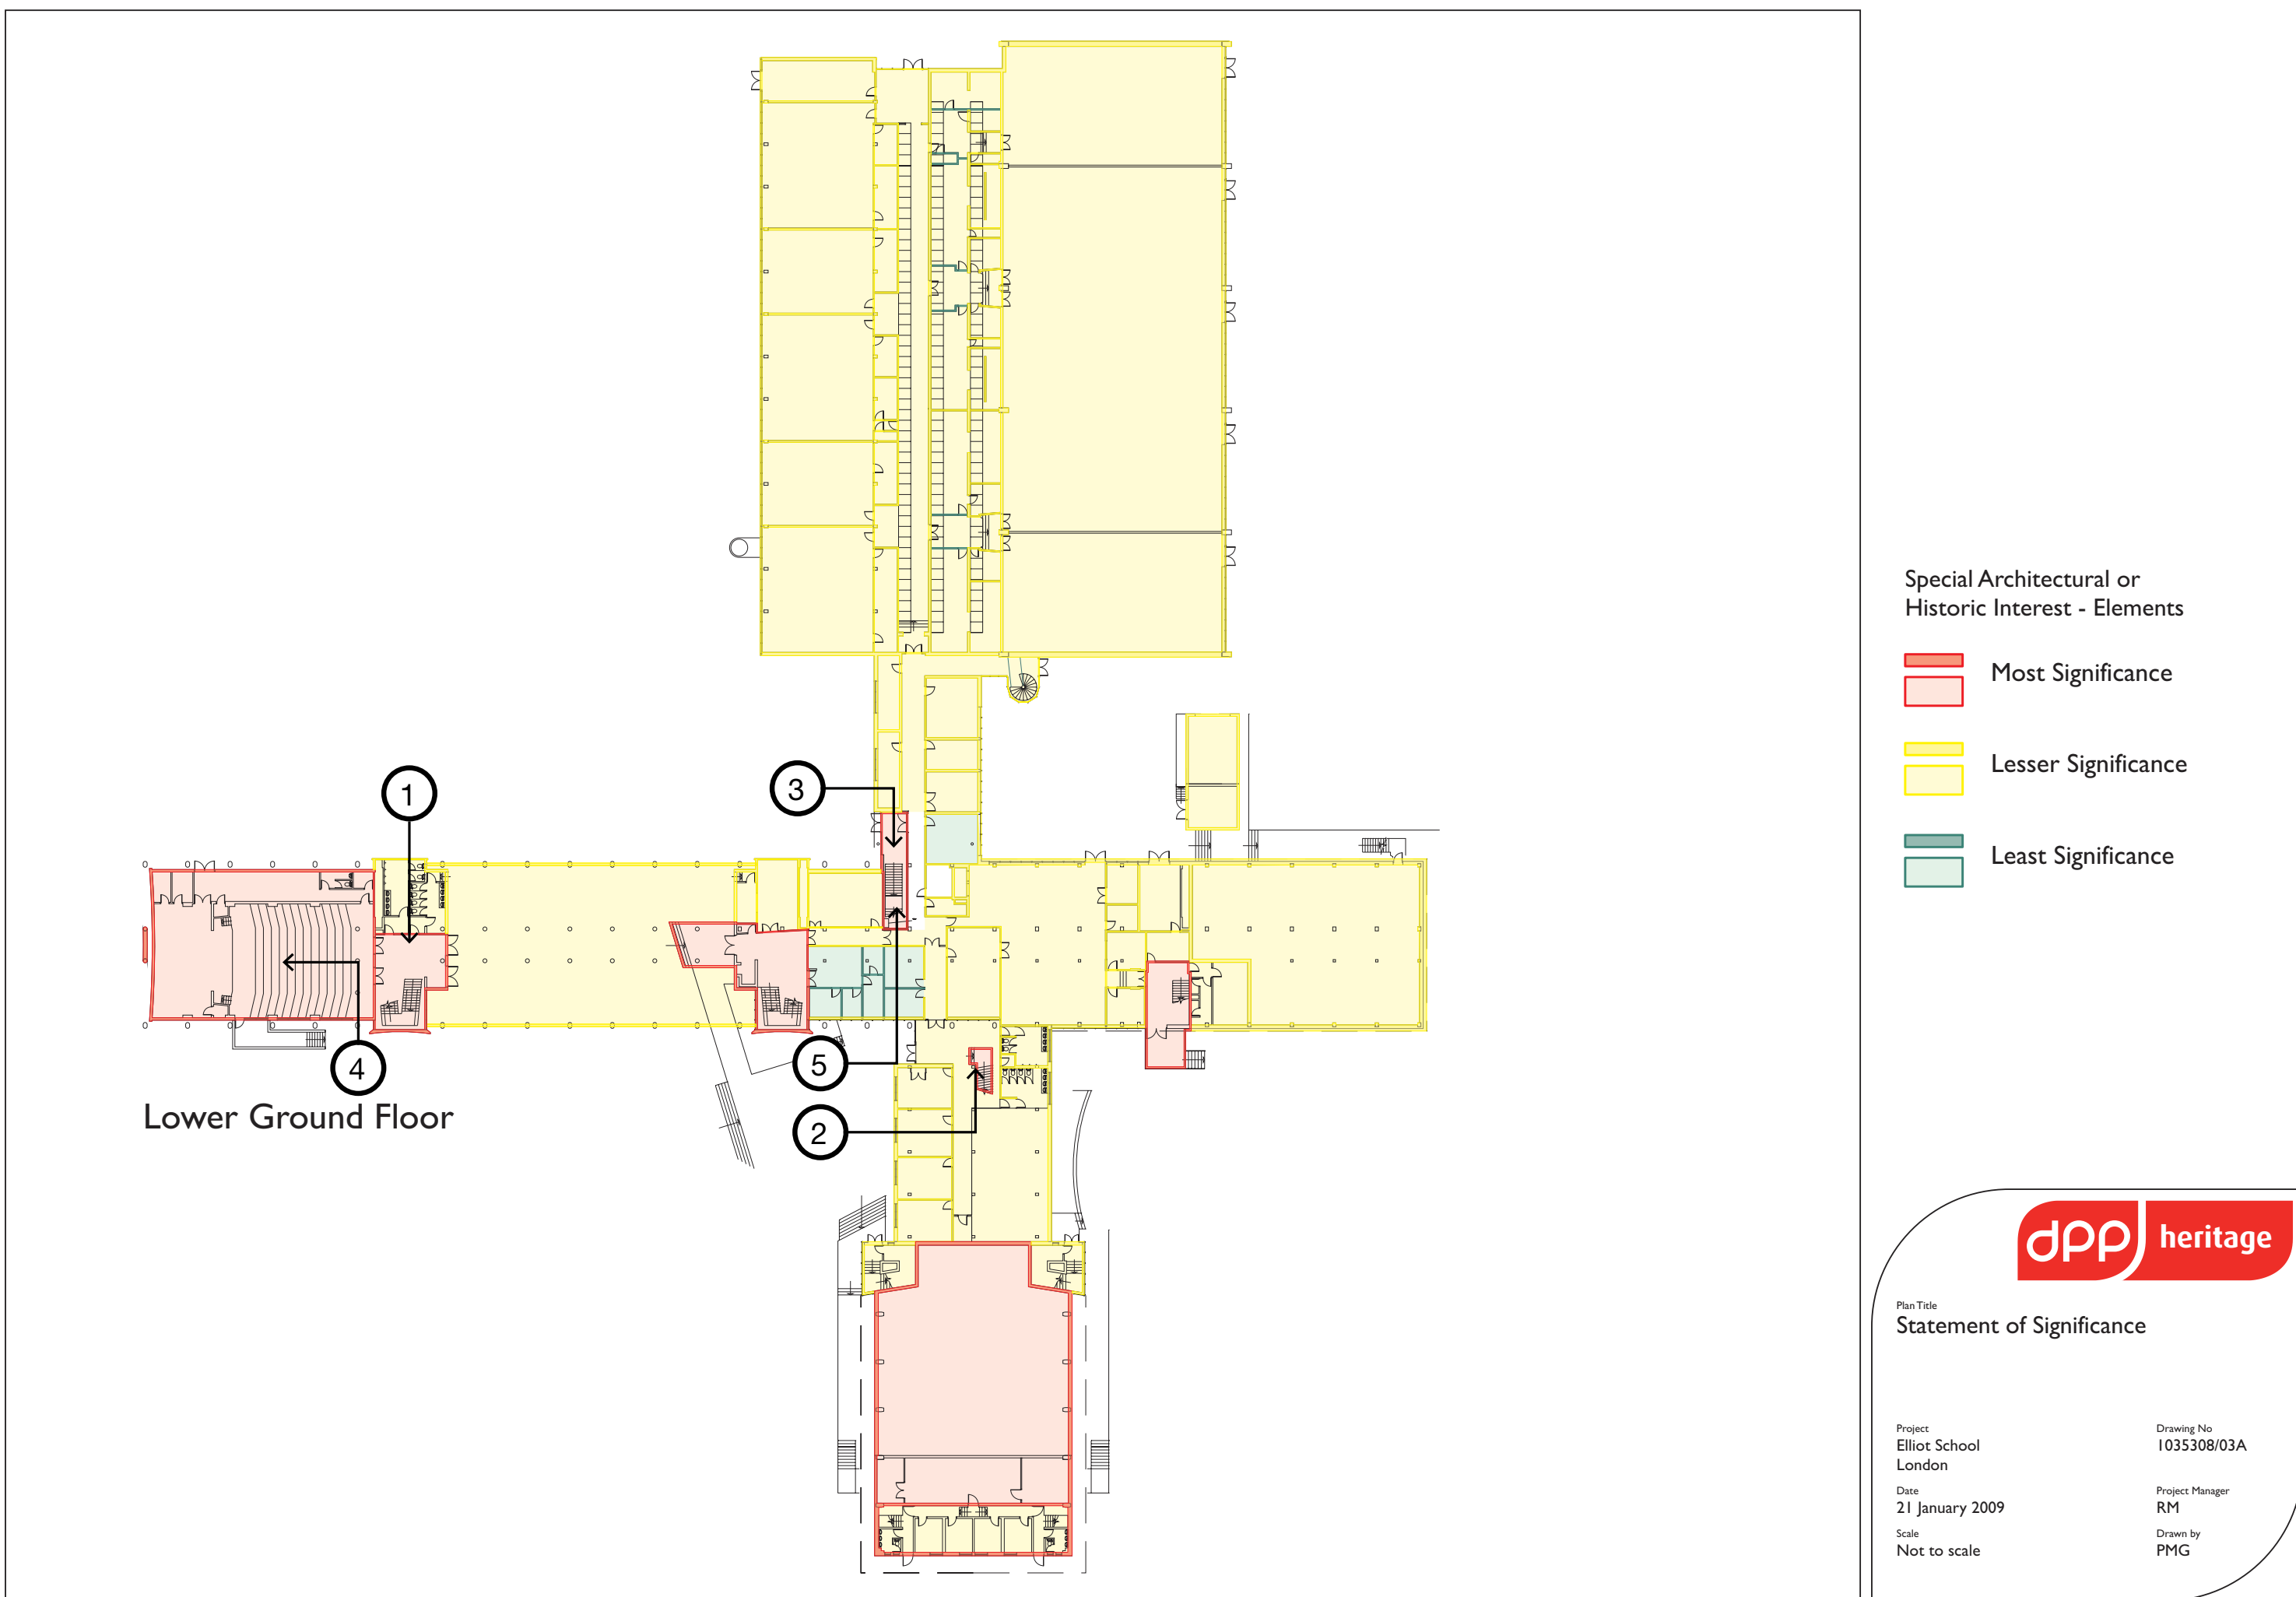 1
3
4
5
2
Lower Ground Floor
Special Architectural or
Historic Interest - Elements
Most Significance
Lesser Significance
Least Significance
dpp heritage
Plan Title
Statement of Significance
Project
Elliot School
London
Drawing No
1035308/03A
Date
21 January 2009
Project Manager
RM
Scale
Not to scale
Drawn by
PMG